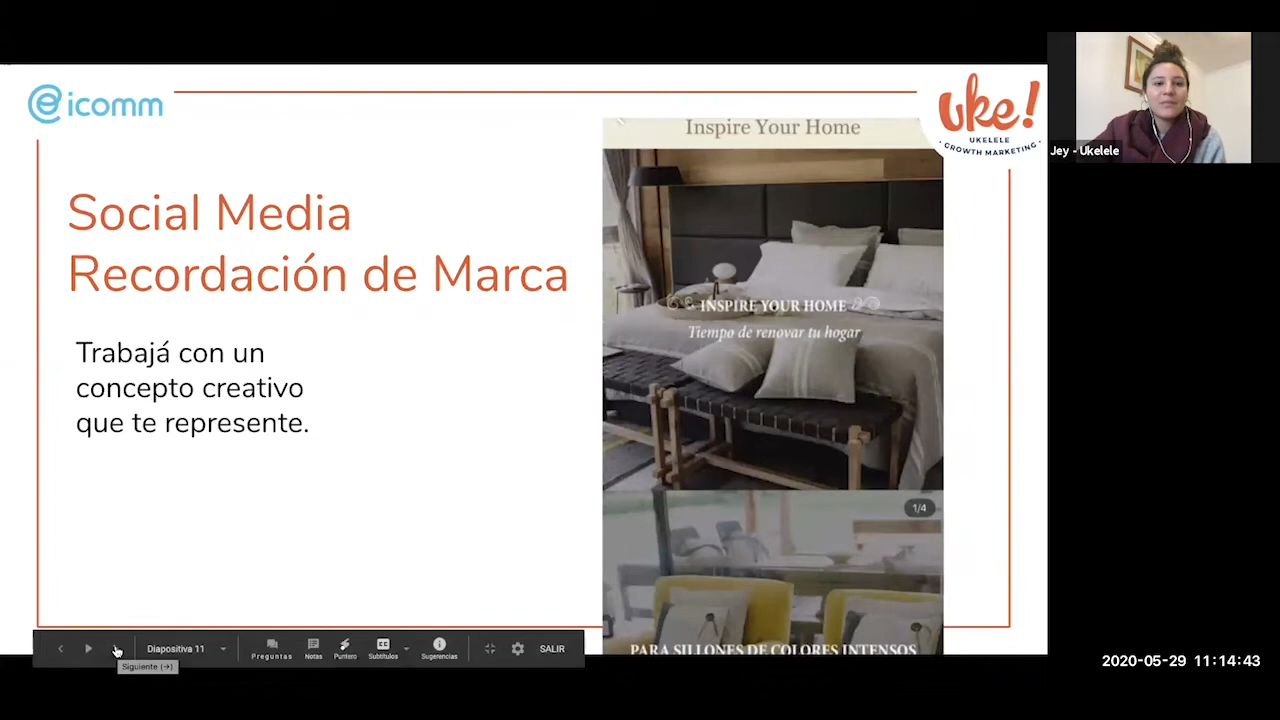 icomm
uke!
UKELELE
· GROWTH MARKETING ·
Jey - Ukelele
Inspire Your Home
Social Media
Recordación de Marca
INSPIRE YOUR HOME
Tiempo de renovar tu hogar
Trabajá con un
concepto creativo
que te represente.
1/4
PARA SILLONES DE COLORES INTENSOS
Diapositiva 11
Preguntas
Notas
Puntero
Subtítulos
Sugerencias
SALIR
Siguiente (→)
2020-05-29 11:14:43